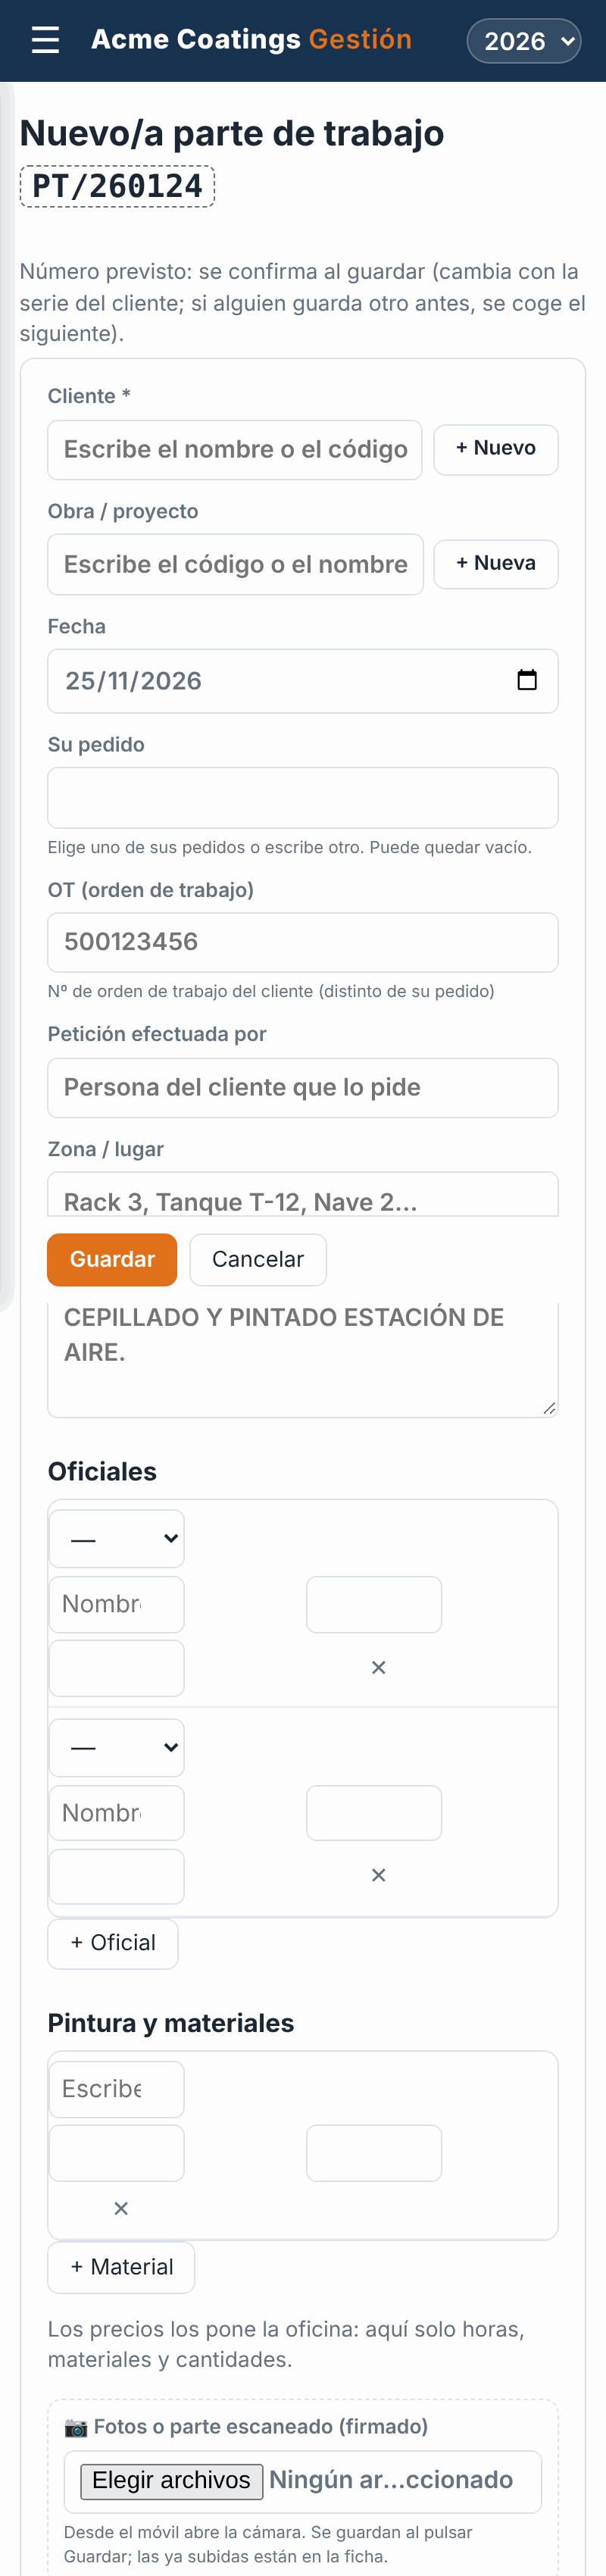 ☰ Acme Coatings Gestión 2026
Nuevo/a parte de trabajo
PT/260124
Número previsto: se confirma al guardar (cambia con la
serie del cliente; si alguien guarda otro antes, se coge el
siguiente).
Cliente *
Escribe el nombre o el código
+ Nuevo
Obra / proyecto
Escribe el código o el nombre
+ Nueva
Fecha
25/11/2026
Su pedido
Elige uno de sus pedidos o escribe otro. Puede quedar vacío.
OT (orden de trabajo)
500123456
Nº de orden de trabajo del cliente (distinto de su pedido)
Petición efectuada por
Persona del cliente que lo pide
Zona / lugar
Rack 3, Tanque T-12, Nave 2...
Guardar
Cancelar
CEPILLADO Y PINTADO ESTACIÓN DE
AIRE.
Oficiales
—
Nombr
×
—
Nombr
×
+ Oficial
Pintura y materiales
Escribe
×
+ Material
Los precios los pone la oficina: aquí solo horas,
materiales y cantidades.
📷 Fotos o parte escaneado (firmado)
Elegir archivos Ningún ar...ccionado
Desde el móvil abre la cámara. Se guardan al pulsar
Guardar; las ya subidas están en la ficha.